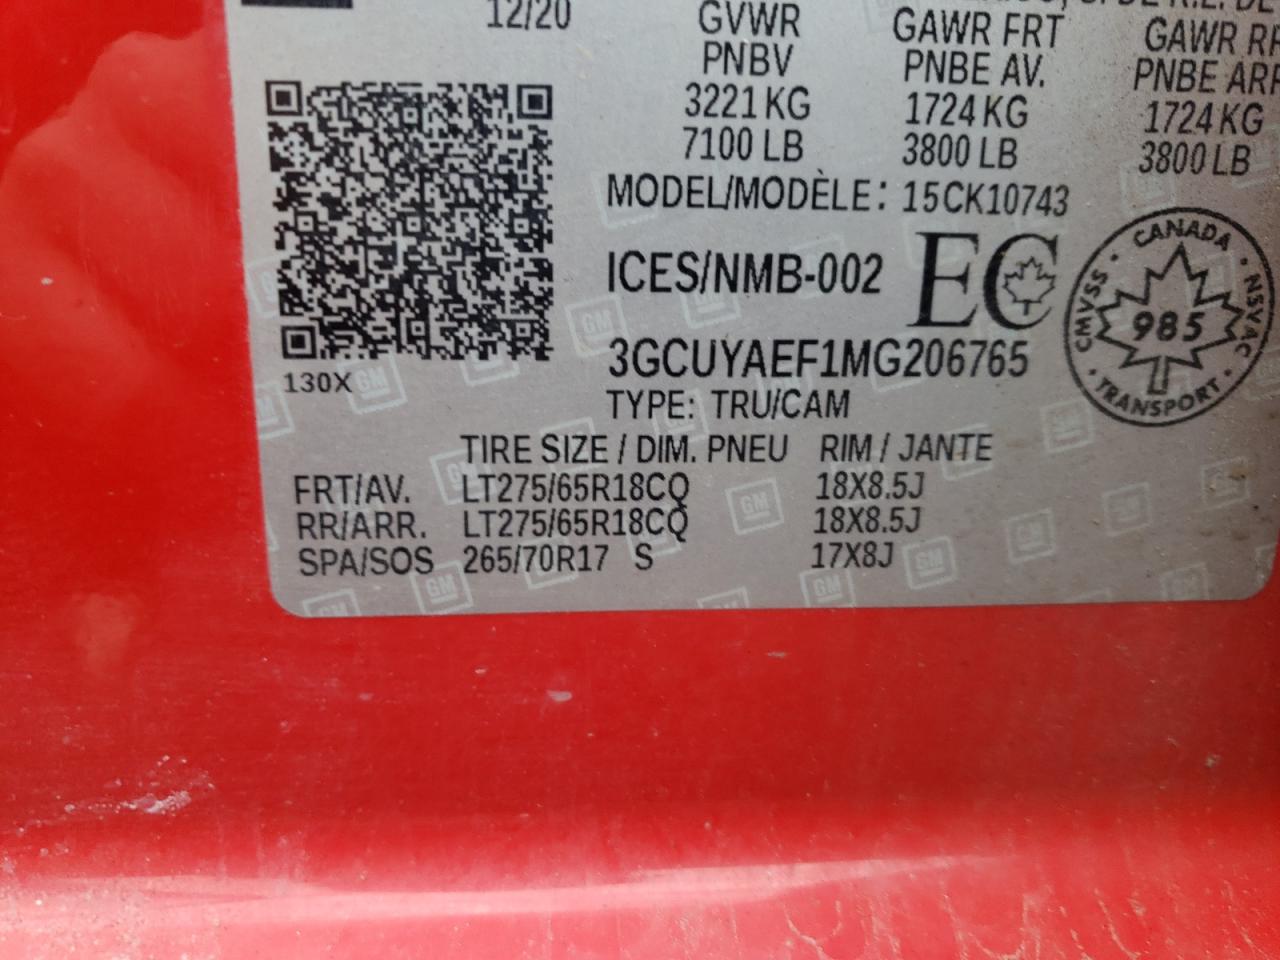 12/20
GVWR GAWR FRT GAWR
PNBV PNBE AV. PNBE
3221 KG 1724 KG 1724 KG
7100 LB 3800 LB 3800 LB
MODEL/MODÈLE: 15CK10743
ICES/NMB-002 EC
CANADA
CMVSS 985 NSVAC
TRANSPORT
3GCUYAEF1MG206765
130X
TYPE: TRU/CAM
TIRE SIZE / DIM. PNEU RIM / JANTE
FRT/AV. LT275/65R18CQ 18X8.5J
RR/ARR. LT275/65R18CQ 18X8.5J
SPA/SOS 265/70R17 S 17X8J
GM